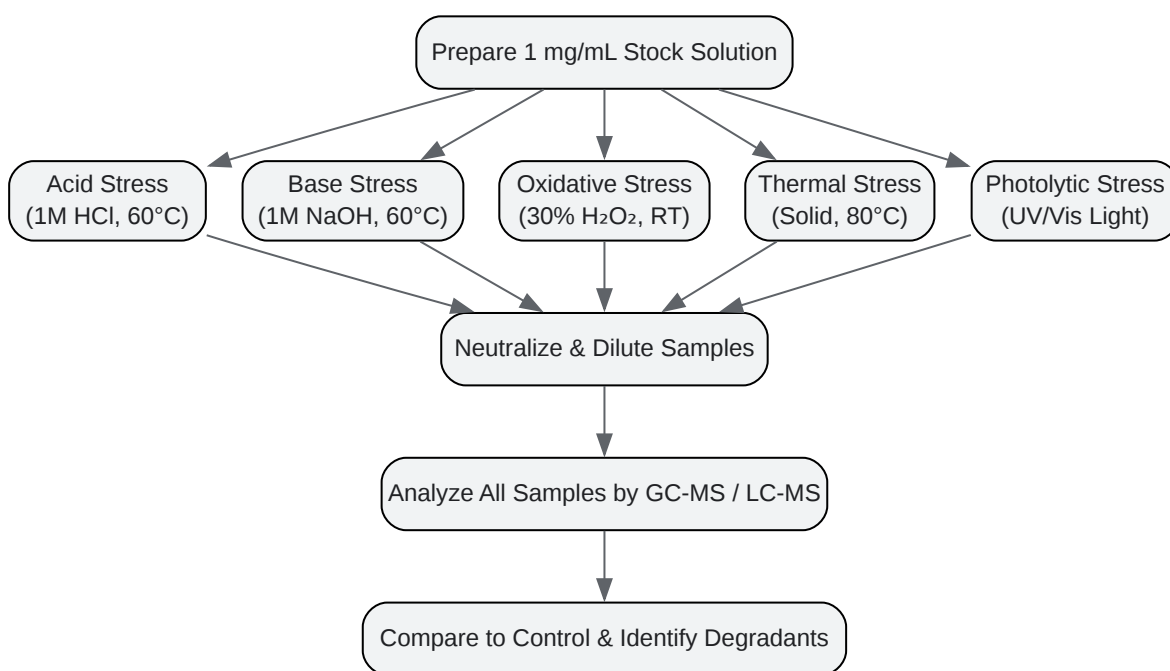 Prepare 1 mg/mL Stock Solution
Acid Stress
(1M HCl, 60°C)
Base Stress
(1M NaOH, 60°C)
Oxidative Stress
(30% H₂O₂, RT)
Thermal Stress
(Solid, 80°C)
Photolytic Stress
(UV/Vis Light)
Neutralize & Dilute Samples
Analyze All Samples by GC-MS / LC-MS
Compare to Control & Identify Degradants